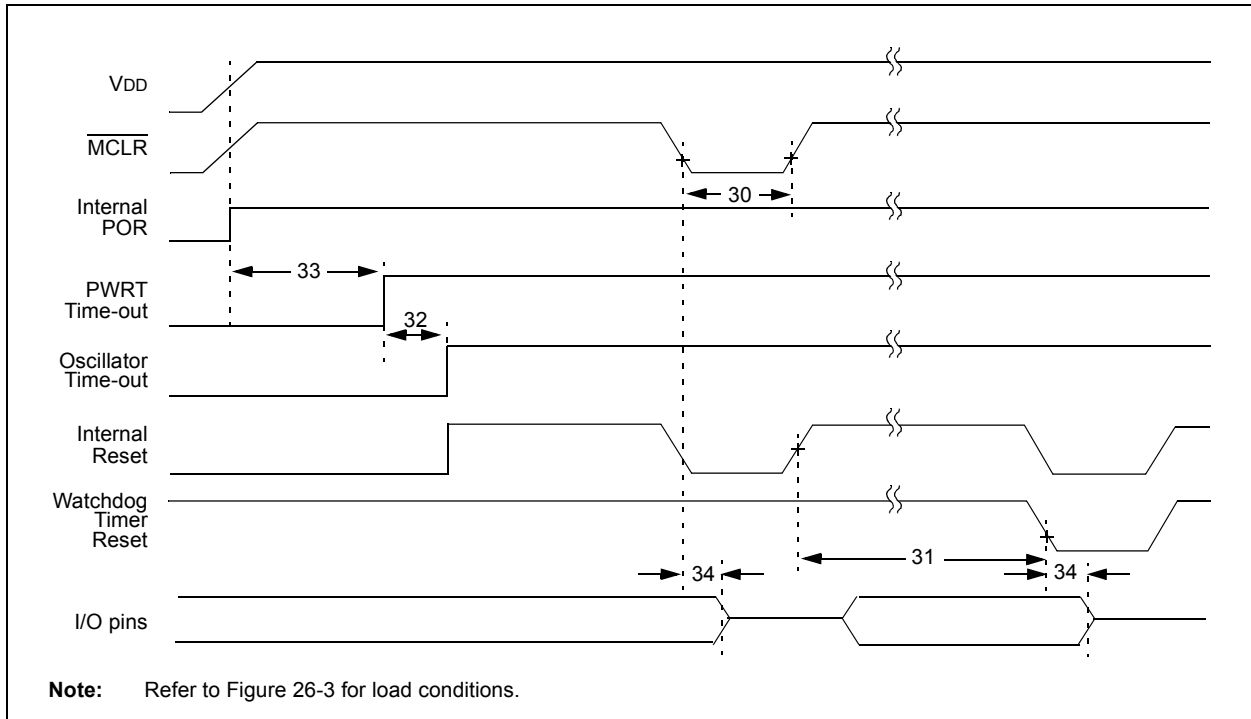 VDD
MCLR
30
Internal
POR
33
PWRT
Time-out
32
Oscillator
Time-out
Internal
Reset
Watchdog
Timer
Reset
31
34
34
I/O pins
Note: Refer to Figure 26-3 for load conditions.